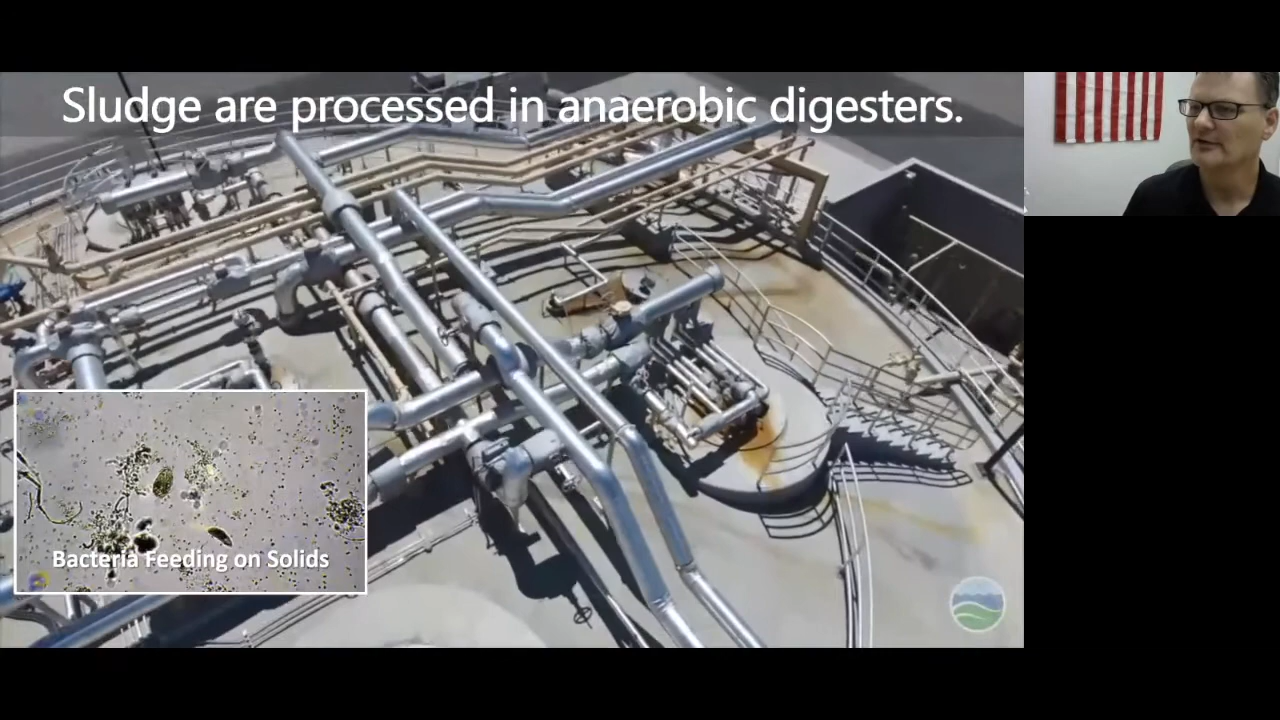 Sludge are processed in anaerobic digesters.
Bacteria Feeding on Solids